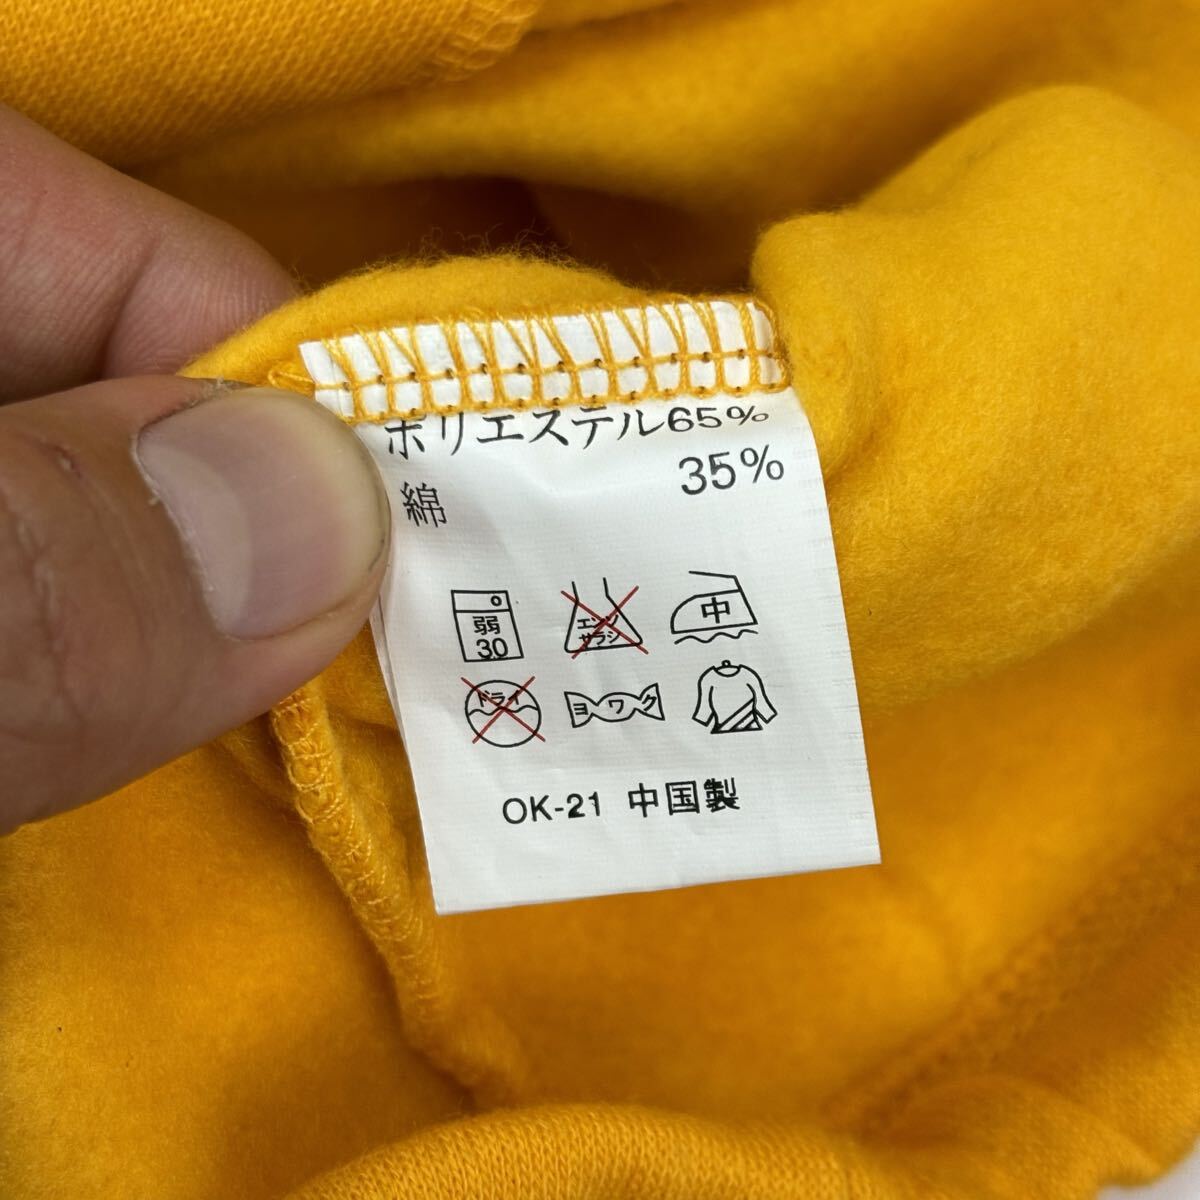 ポリエステル65%
綿 35%
弱 エンソ 中
30 サラシ
ドライ ヨワク
OK-21 中国製